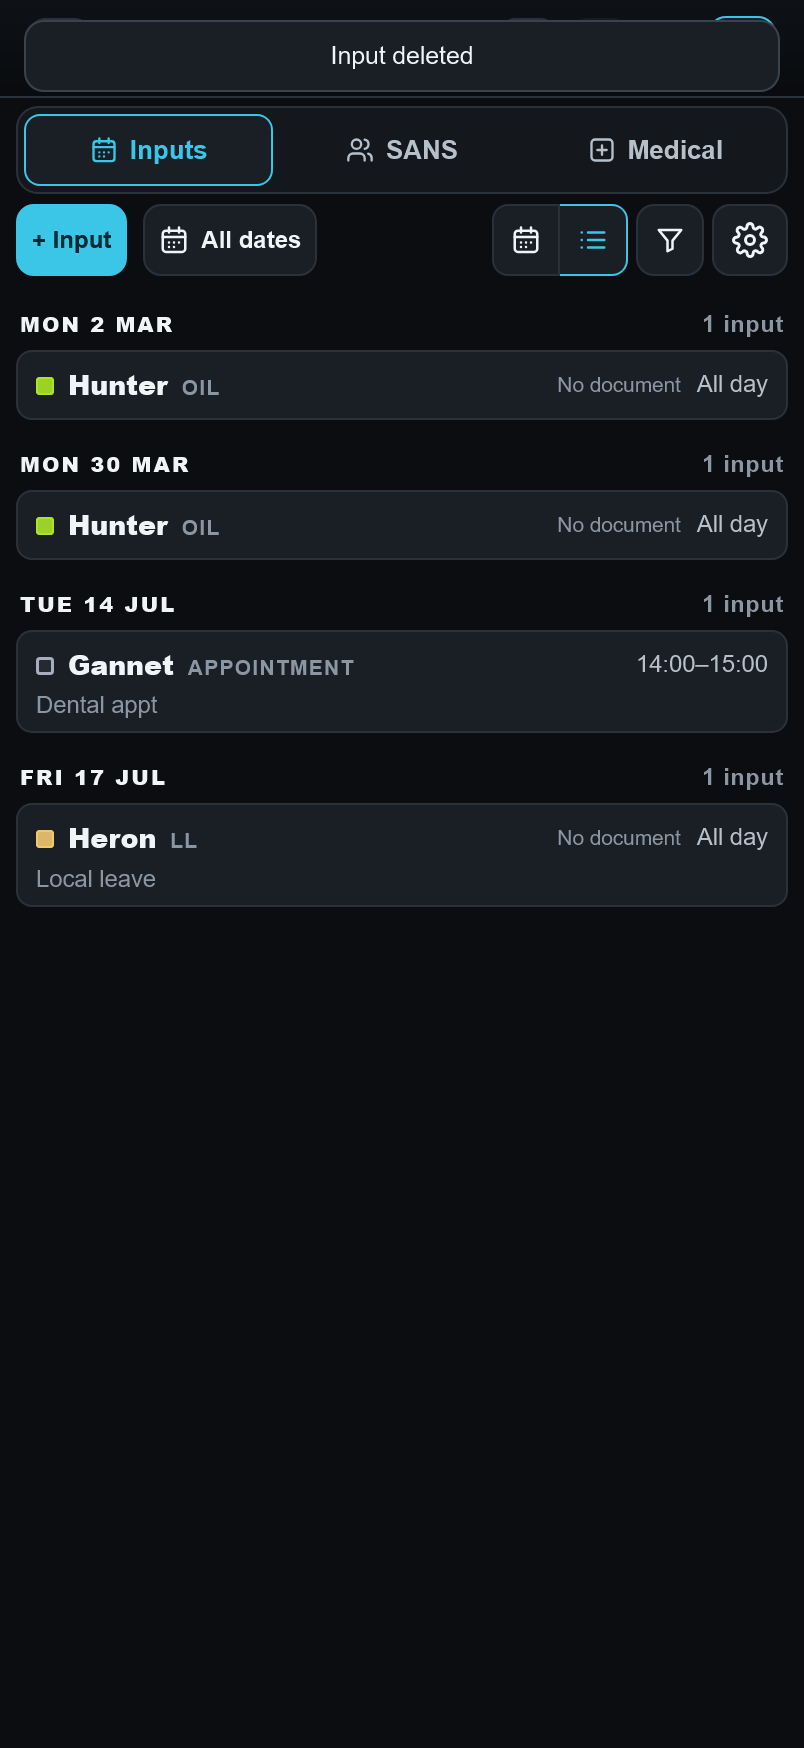 Input deleted
Inputs SANS Medical
+ Input All dates
MON 2 MAR 1 input
Hunter OIL No document All day
MON 30 MAR 1 input
Hunter OIL No document All day
TUE 14 JUL 1 input
Gannet APPOINTMENT 14:00–15:00
Dental appt
FRI 17 JUL 1 input
Heron LL No document All day
Local leave